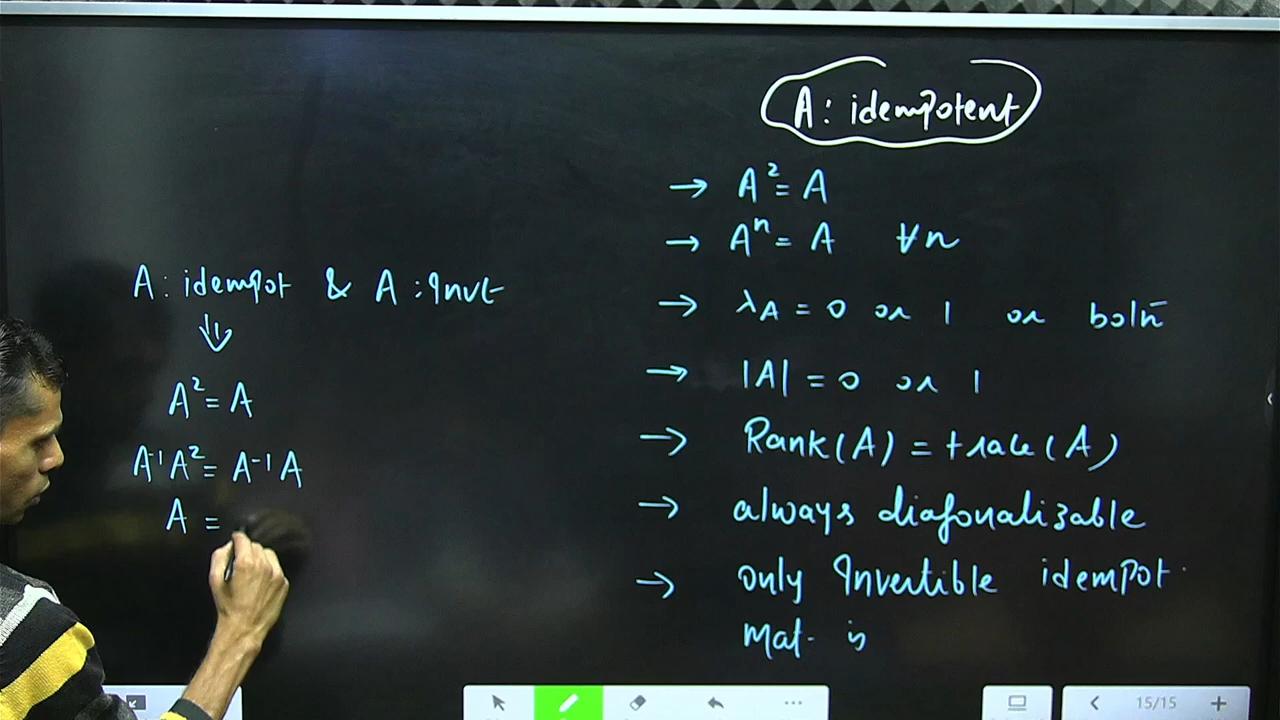 A: idempotent
→ A² = A
→ Aⁿ = A ∀n
→ λA = 0 or 1 or both
→ |A| = 0 or 1
→ Rank(A) = trace(A)
→ always diagonalizable
→ only Invertible idempot.
Mat. is
A: idempot & A: Invt
⇓
A² = A
A⁻¹A² = A⁻¹A
A =
15/15